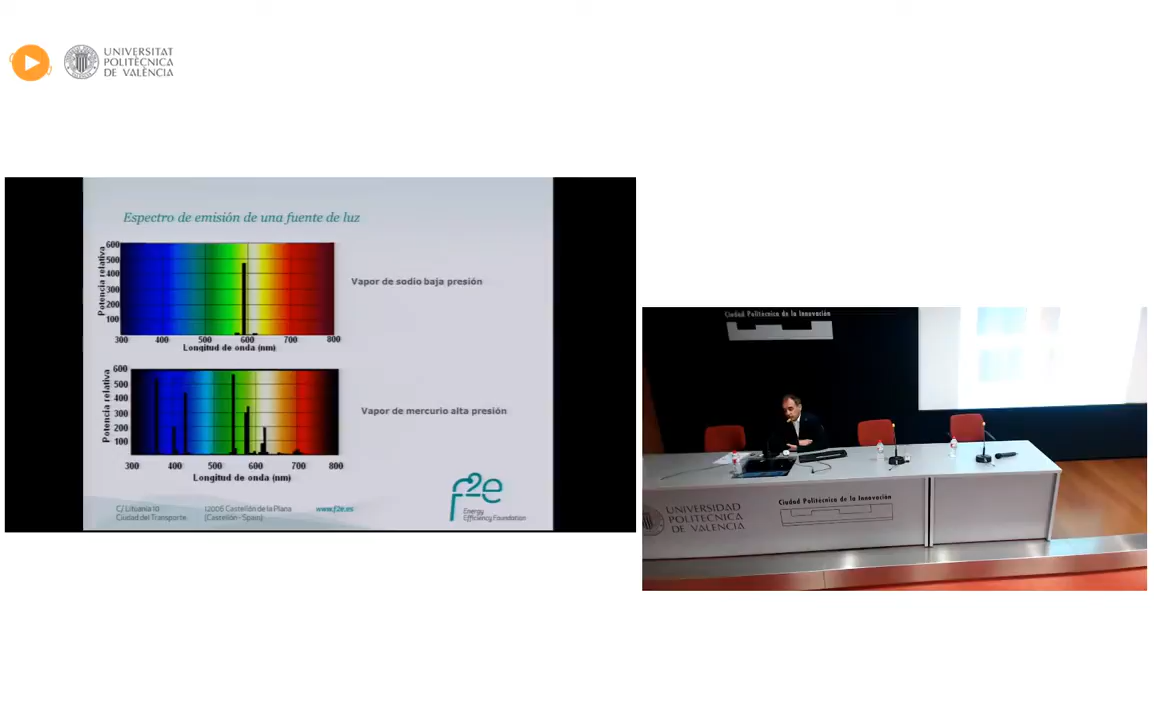 UNIVERSITAT
POLITÈCNICA
DE VALÈNCIA
Espectro de emisión de una fuente de luz
Potencia relativa
600
500
400
300
200
100
300 400 500 600 700 800
Longitud de onda (nm)
Vapor de sodio baja presión
Potencia relativa
600
500
400
300
200
100
300 400 500 600 700 800
Longitud de onda (nm)
Vapor de mercurio alta presión
C/ Lituania 10
Ciudad del Transporte
12006 Castellón de la Plana
(Castellón - Spain)
www.f2e.es
f2e
Energy
Efficiency Foundation
Ciudad Politécnica de la Innovación
Ciudad Politécnica de la Innovación
UNIVERSIDAD
POLITECNICA
DE VALENCIA